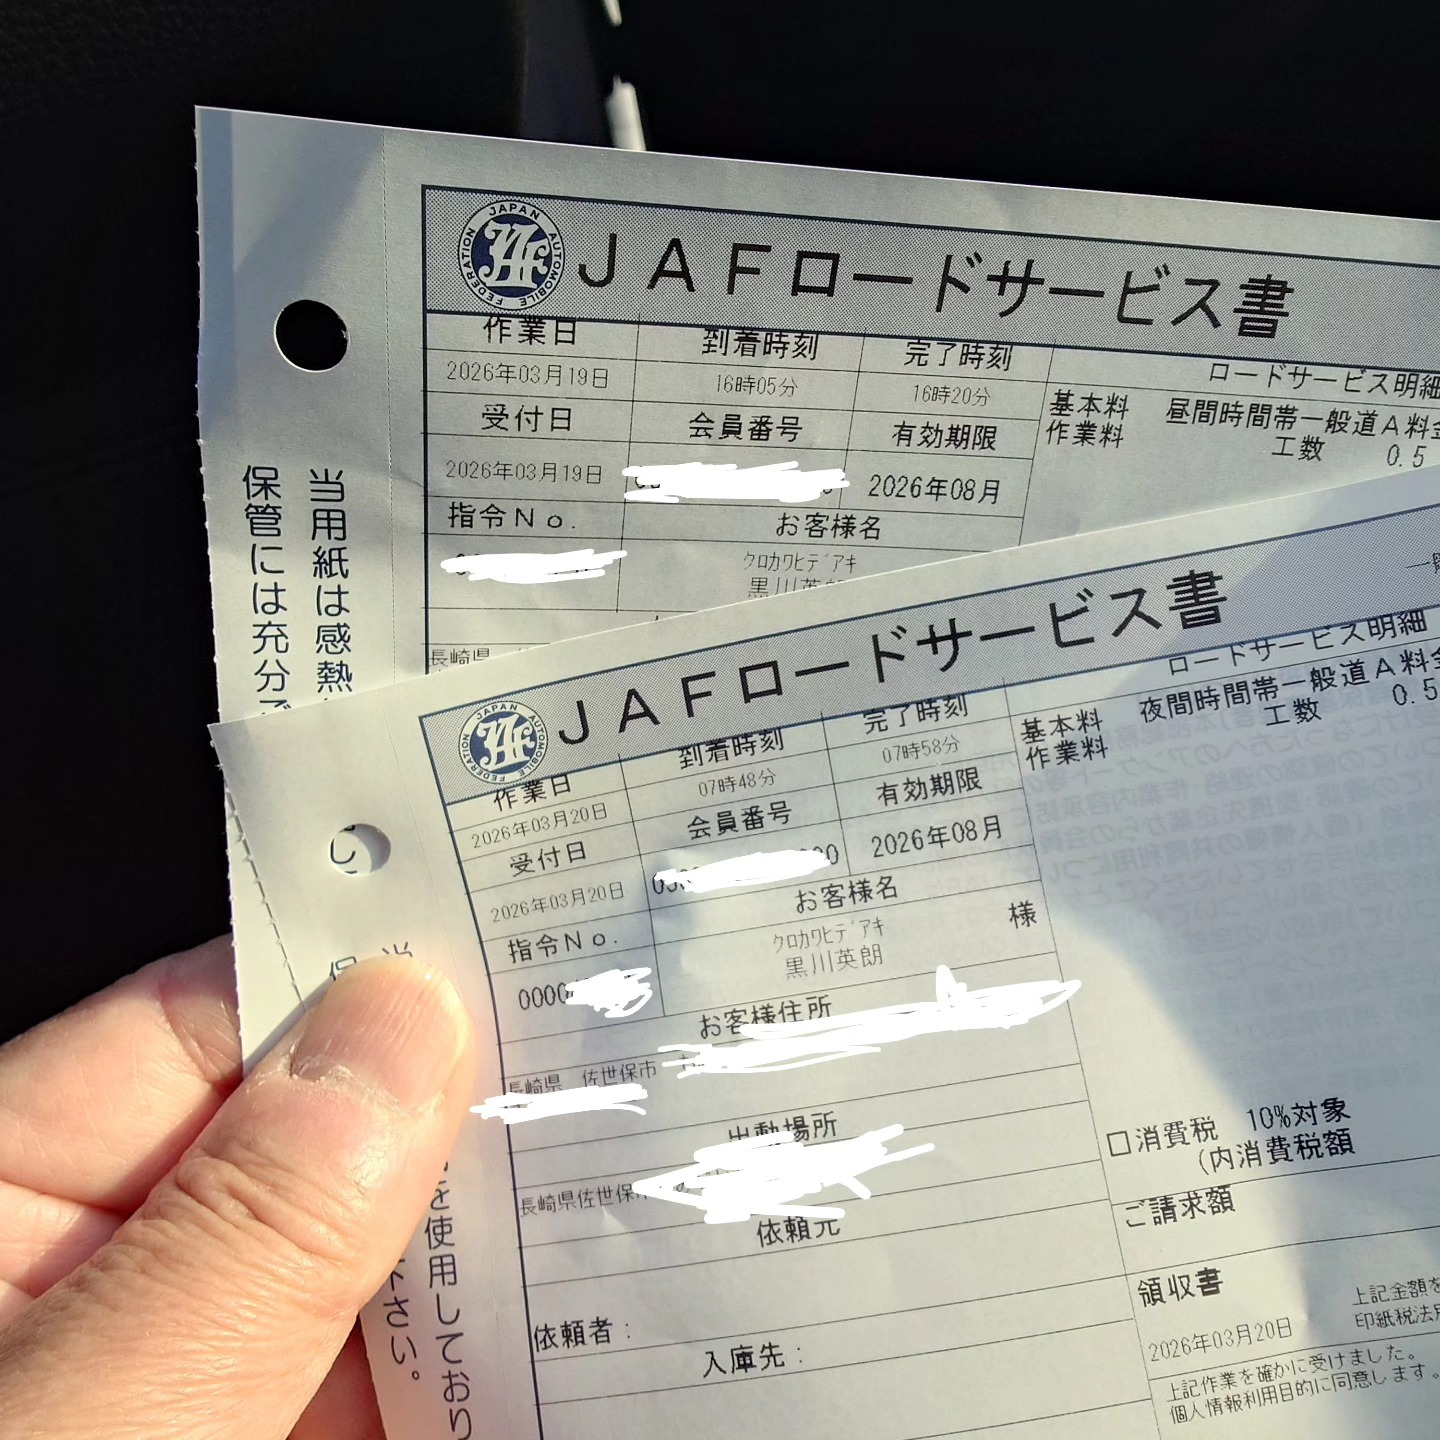 JAPAN AUTOMOBILE FEDERATION
JAF
JAFロードサービス書
作業日 到着時刻 完了時刻
2026年03月19日 16時05分 16時20分
受付日 会員番号 有効期限
2026年03月19日 2026年08月
指令No. お客様名
クロカワヒデアキ
黒川英
長崎県
ロードサービス明細
基本料 昼間時間帯一般道A料金
作業料 工数 0.5
当用紙は感熱
保管には充分
JAPAN AUTOMOBILE FEDERATION
JAF
JAFロードサービス書
作業日 到着時刻 完了時刻
2026年03月20日 07時48分 07時58分
受付日 会員番号 有効期限
2026年03月20日 2026年08月
指令No. お客様名
クロカワヒデアキ
黒川英朗 様
0000
お客様住所
長崎県 佐世保市
出動場所
長崎県佐世保
依頼元
依頼者:
入庫先:
ロードサービス明細
基本料 夜間時間帯一般道A料金
作業料 工数 0.5
口消費税 10%対象
(内消費税額
ご請求額
領収書 上記金額を
印紙税法
2026年03月20日
上記作業を確かに受けました。
個人情報利用目的に同意します。
し
当
保
を使用しており
下さい。